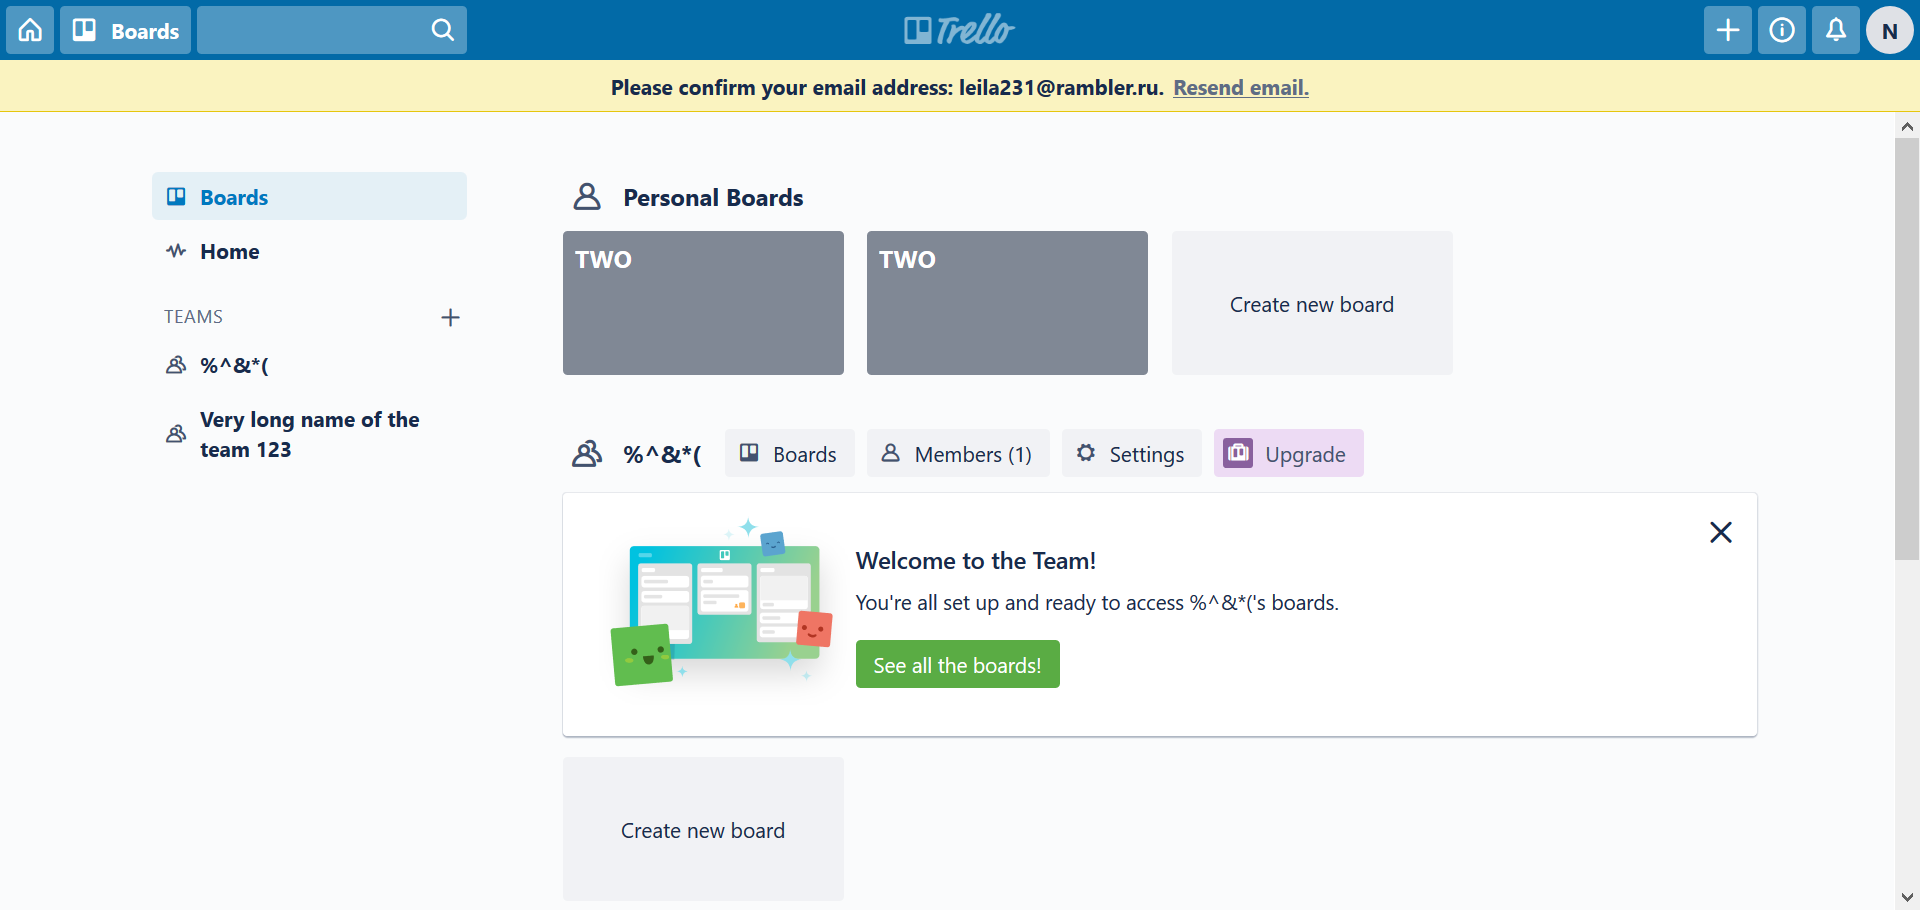 Boards
Trello
N
Please confirm your email address: leila231@rambler.ru. Resend email.
Boards
Home
TEAMS
%^&*(
Very long name of the
team 123
Personal Boards
TWO
TWO
Create new board
%^&*(
Boards
Members (1)
Settings
Upgrade
Welcome to the Team!
You're all set up and ready to access %^&*('s boards.
See all the boards!
Create new board